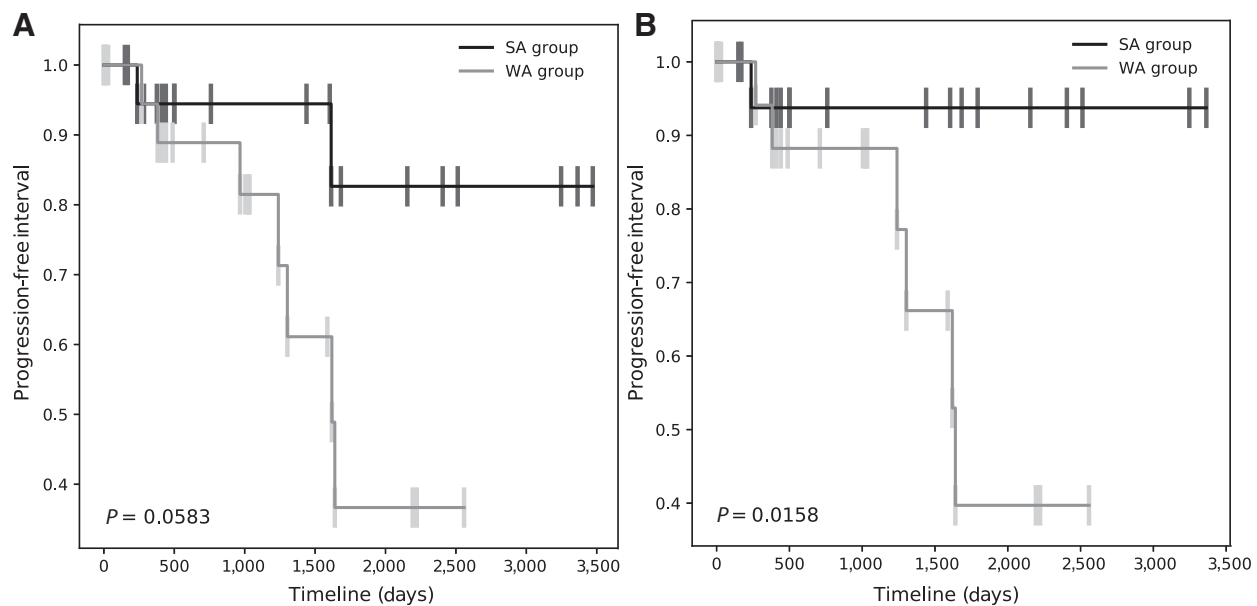 A
Progression-free interval
1.0
0.9
0.8
0.7
0.6
0.5
0.4
SA group
WA group
P = 0.0583
0 500 1,000 1,500 2,000 2,500 3,000 3,500
Timeline (days)
B
Progression-free interval
1.0
0.9
0.8
0.7
0.6
0.5
0.4
SA group
WA group
P = 0.0158
0 500 1,000 1,500 2,000 2,500 3,000 3,500
Timeline (days)